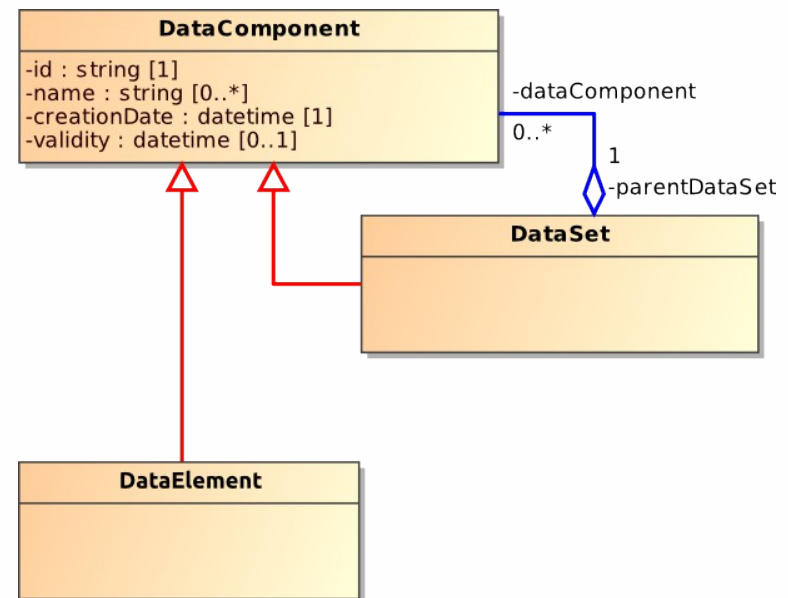 DataComponent
-id : string [1]
-name : string [0..*]
-creationDate : datetime [1]
-validity : datetime [0..1]
-dataComponent
0..*
1
-parentDataSet
DataSet
DataElement